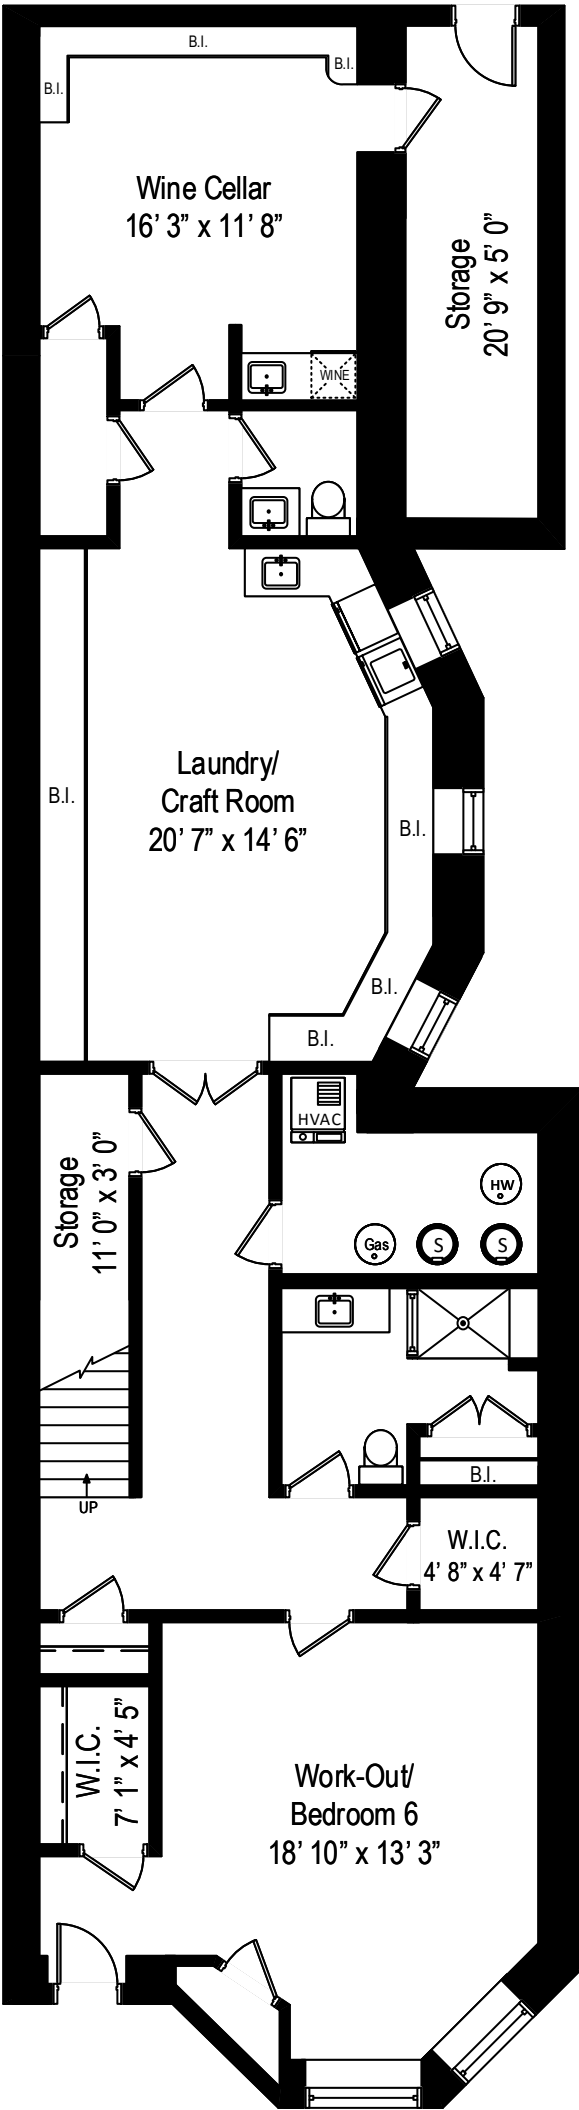 B.I.
B.I.
B.I.
Wine Cellar
16' 3" x 11' 8"
Storage
20' 9" x 5' 0"
WINE
Laundry/
Craft Room
20' 7" x 14' 6"
B.I.
B.I.
B.I.
B.I.
HVAC
Storage
11' 0" x 3' 0"
HW
Gas
S
S
B.I.
UP
W.I.C.
4' 8" x 4' 7"
W.I.C.
7' 1" x 4' 5"
Work-Out/
Bedroom 6
18' 10" x 13' 3"